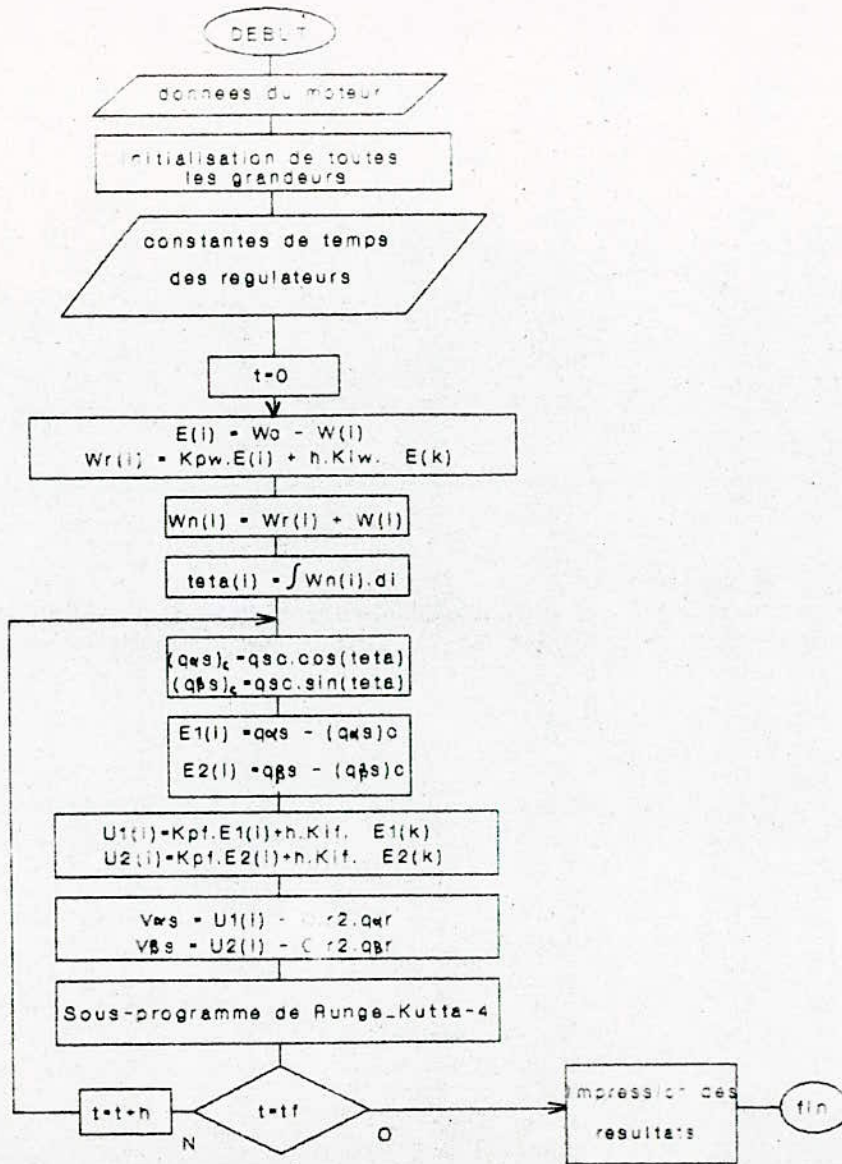 DEBUT
donnees du moteur
Initialisation de toutes
les grandeurs
constantes de temps
des regulateurs
t=0
E(i) = Wc - W(i)
Wr(i) = Kpw.E(i) + h.Kiw. E(k)
Wn(i) = Wr(i) + W(i)
teta(i) = ∫Wn(i).di
(qαs)c=qsc.cos(teta)
(qβs)c=qsc.sin(teta)
E1(i) =qαs - (qαs)c
E2(i) =qβs - (qβs)c
U1(i)=Kpf.E1(i)+h.Kif. E1(k)
U2(i)=Kpf.E2(i)+h.Kif. E2(k)
Vαs = U1(i) - r2.qαr
Vβs = U2(i) - r2.qβr
Sous-programme de Runge_Kutta-4
t=t+h
N
t=tf
O
Impression des
resultats
fin